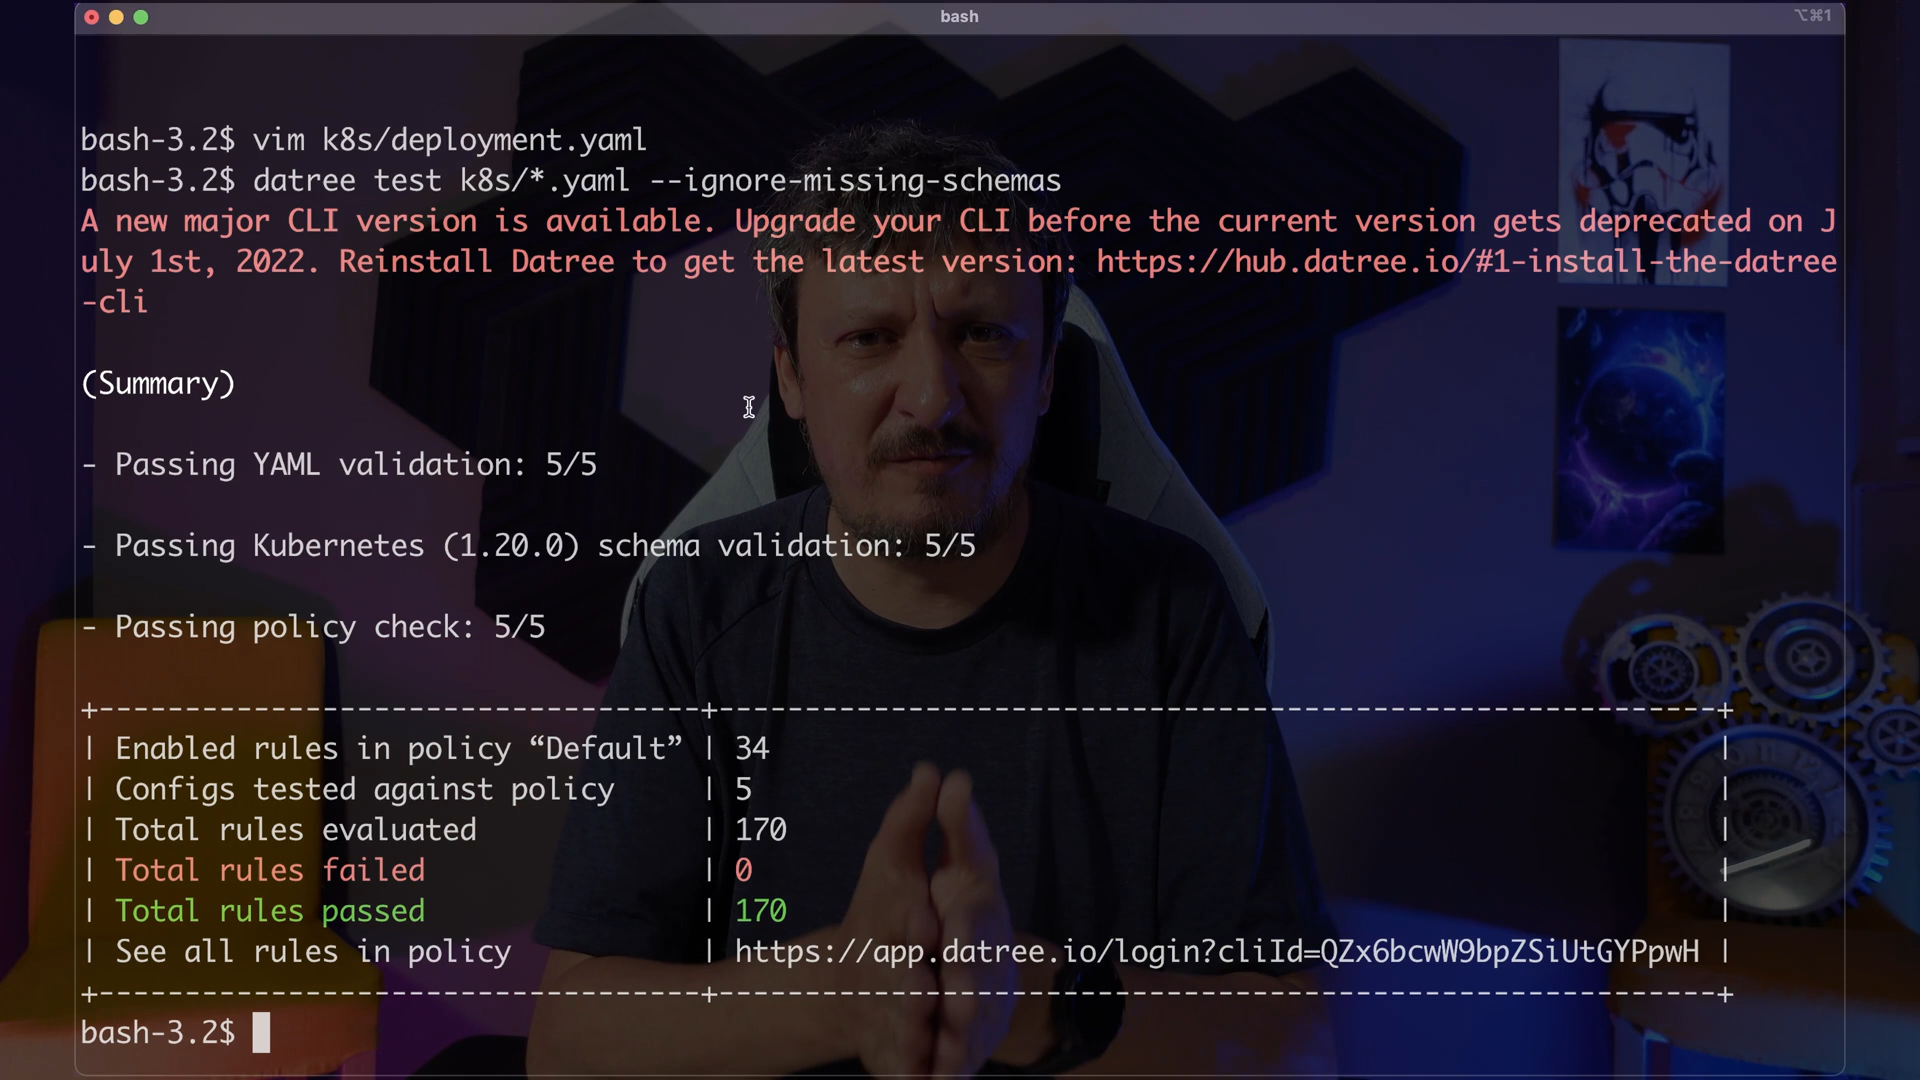 bash
⌥⌘1
bash-3.2$ vim k8s/deployment.yaml
bash-3.2$ datree test k8s/*.yaml --ignore-missing-schemas
A new major CLI version is available. Upgrade your CLI before the current version gets deprecated on J
uly 1st, 2022. Reinstall Datree to get the latest version: https://hub.datree.io/#1-install-the-datree
-cli
(Summary)
- Passing YAML validation: 5/5
- Passing Kubernetes (1.20.0) schema validation: 5/5
- Passing policy check: 5/5
+-----------------------------------+-----------------------------------------------------------+
| Enabled rules in policy “Default” | 34 |
| Configs tested against policy | 5 |
| Total rules evaluated | 170 |
| Total rules failed | 0 |
| Total rules passed | 170 |
| See all rules in policy | https://app.datree.io/login?cliId=QZx6bcwW9bpZSiUtGYPpwH |
+-----------------------------------+-----------------------------------------------------------+
bash-3.2$